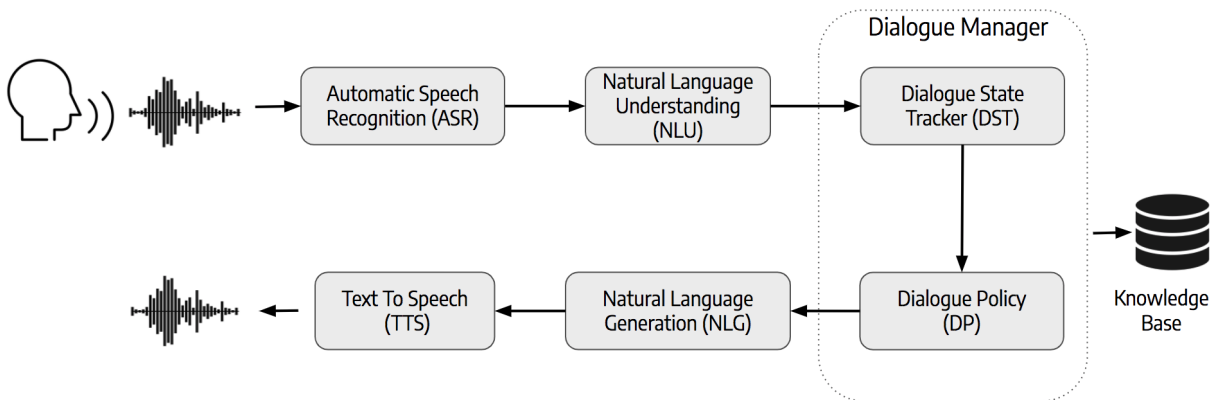 Dialogue Manager
Automatic Speech
Recognition (ASR)
Natural Language
Understanding
(NLU)
Dialogue State
Tracker (DST)
Text To Speech
(TTS)
Natural Language
Generation (NLG)
Dialogue Policy
(DP)
Knowledge
Base